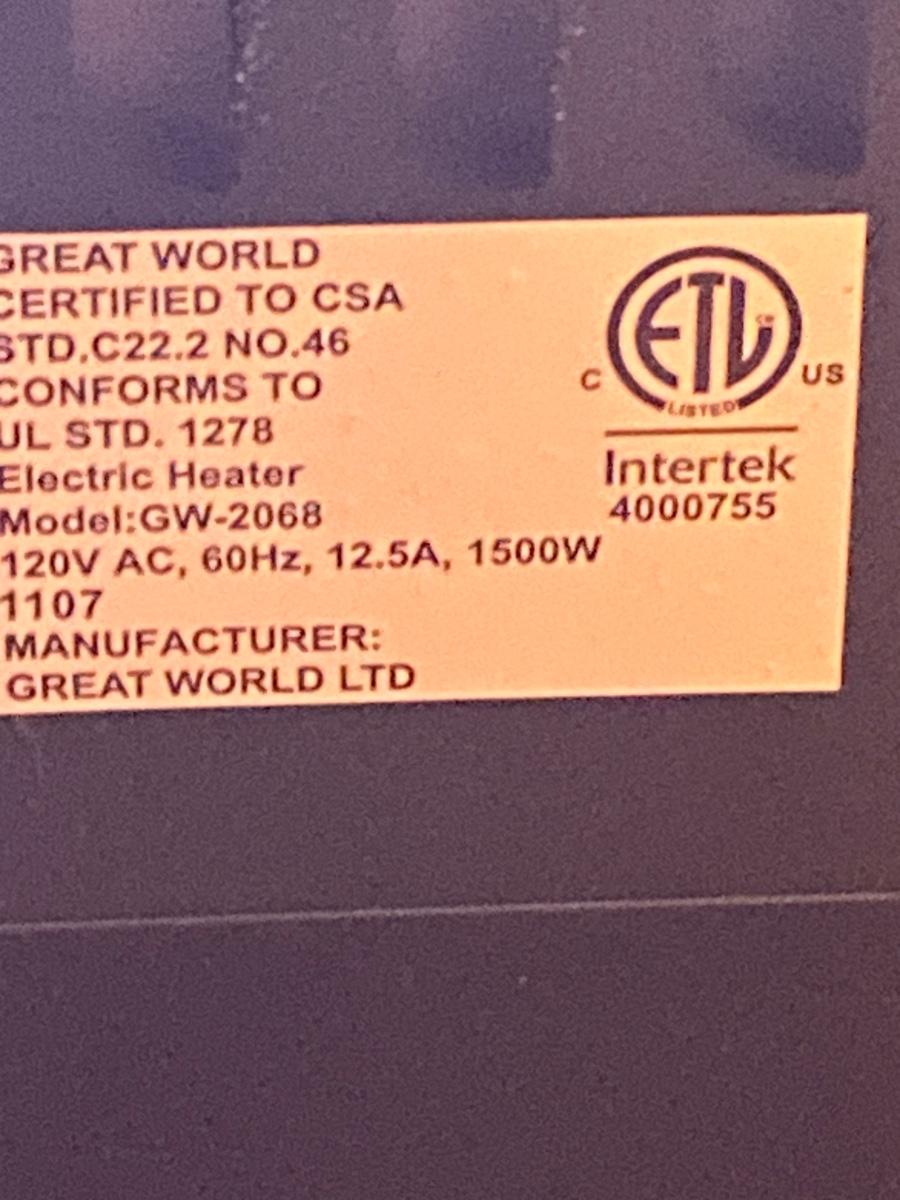 GREAT WORLD
CERTIFIED TO CSA
STD.C22.2 NO.46
CONFORMS TO
UL STD. 1278
Electric Heater
Model:GW-2068
120V AC, 60Hz, 12.5A, 1500W
1107
MANUFACTURER:
GREAT WORLD LTD
ETL CM
C US
LISTED
Intertek
4000755